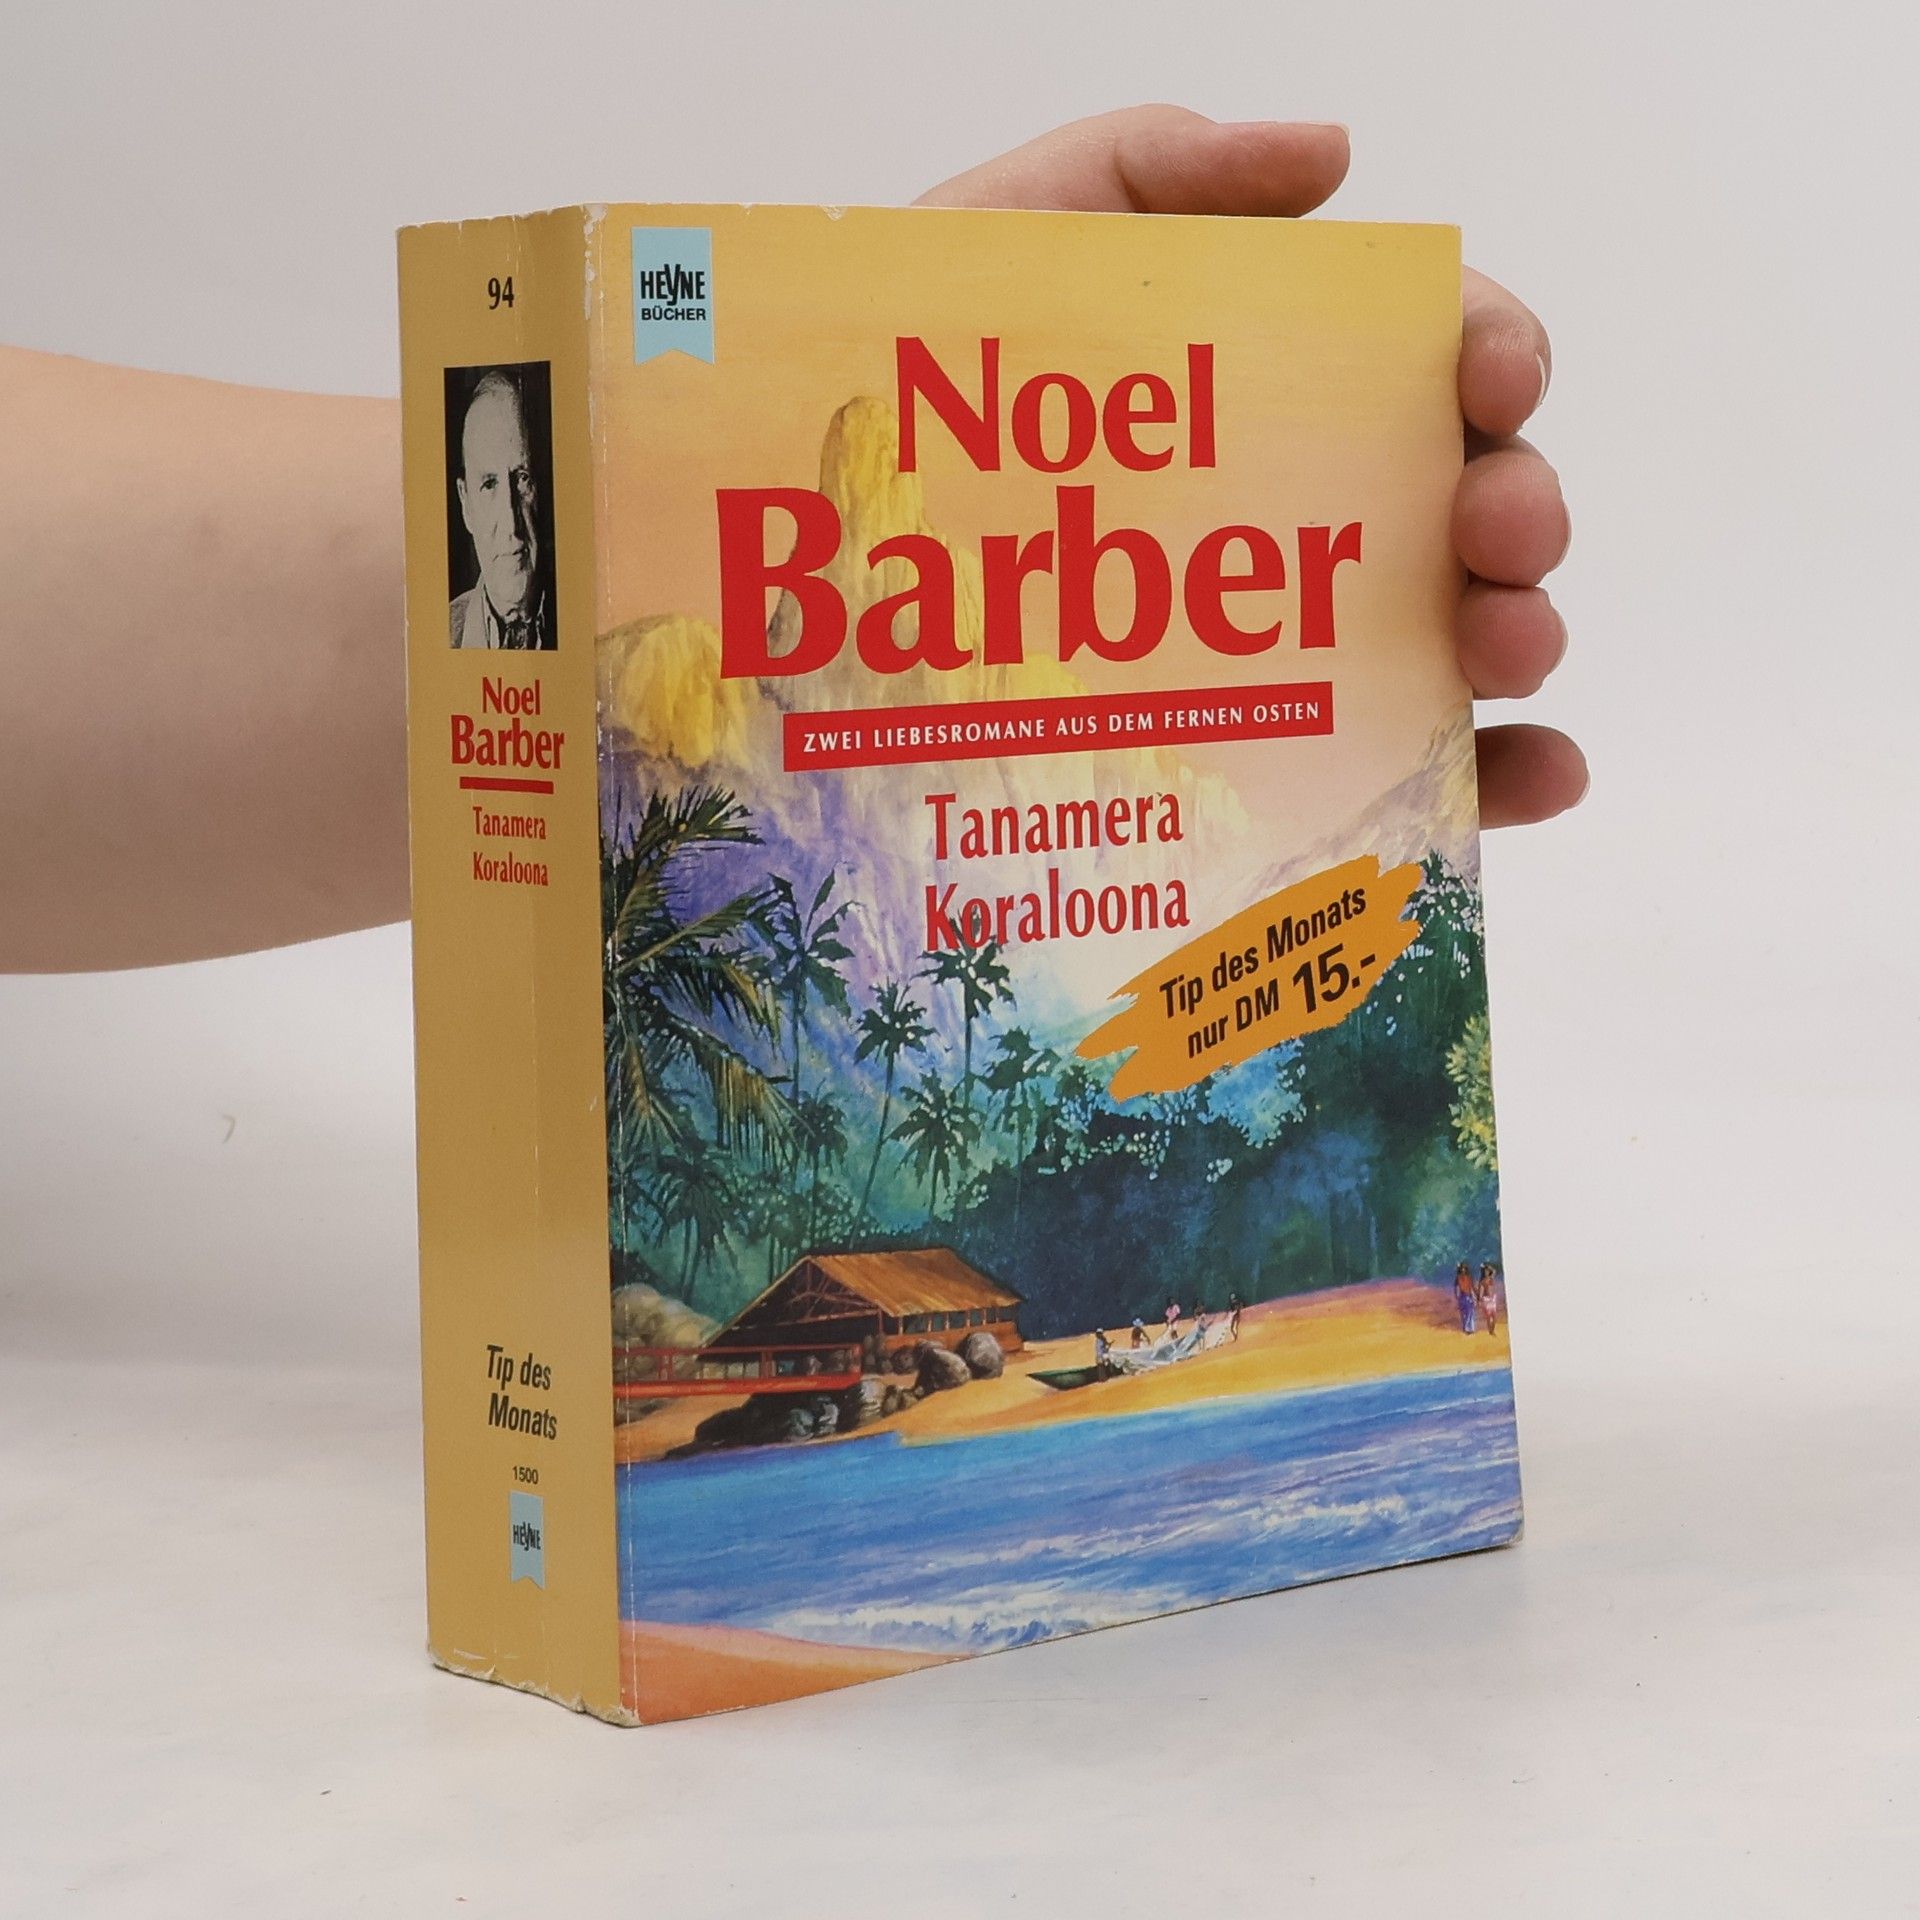 94
Noel
Barber
Tanamera
Koraloona
Tip des
Monats
1500
HEYNE
HEYNE
BÜCHER
Noel
Barber
ZWEI LIEBESROMANE AUS DEM FERNEN OSTEN
Tanamera
Koraloona
Tip des Monats
nur DM 15.-